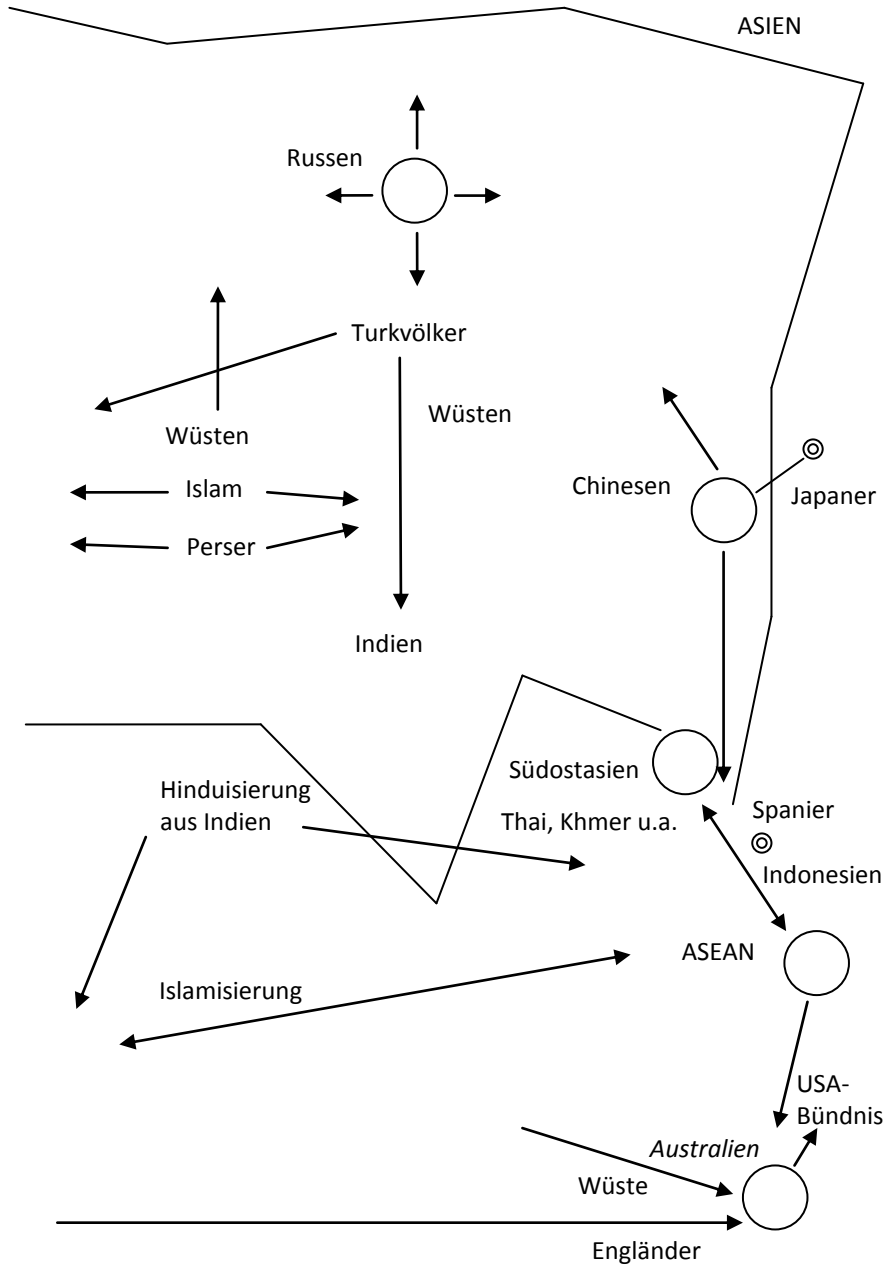 ASIEN
Russen
Turkvölker
Wüsten
Wüsten
Islam
Chinesen
Japaner
Perser
Indien
Südostasien
Hinduisierung
aus Indien
Spanier
Thai, Khmer u.a.
Indonesien
ASEAN
Islamisierung
USA-
Bündnis
Australien
Wüste
Engländer